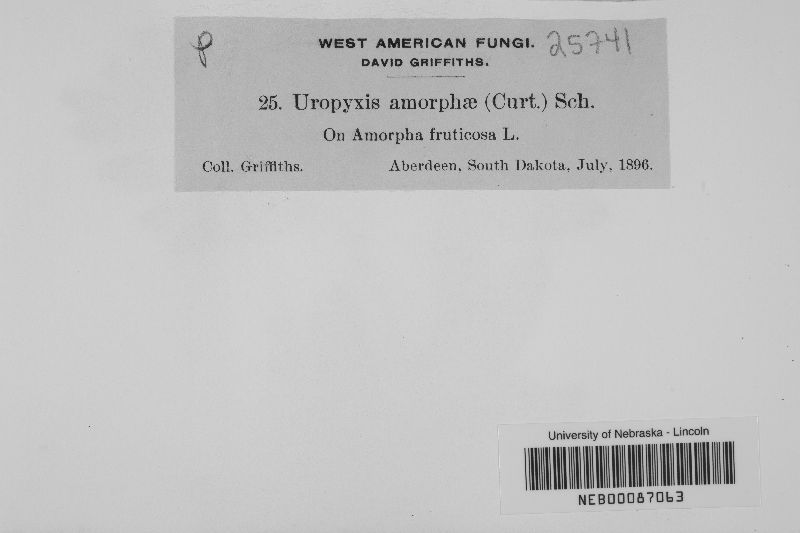 P
WEST AMERICAN FUNGI. 25741
DAVID GRIFFITHS.
25. Uropyxis amorphæ (Curt.) Sch.
On Amorpha fruticosa L.
Coll. Griffiths. Aberdeen, South Dakota, July, 1896.
University of Nebraska - Lincoln
NEB00087063